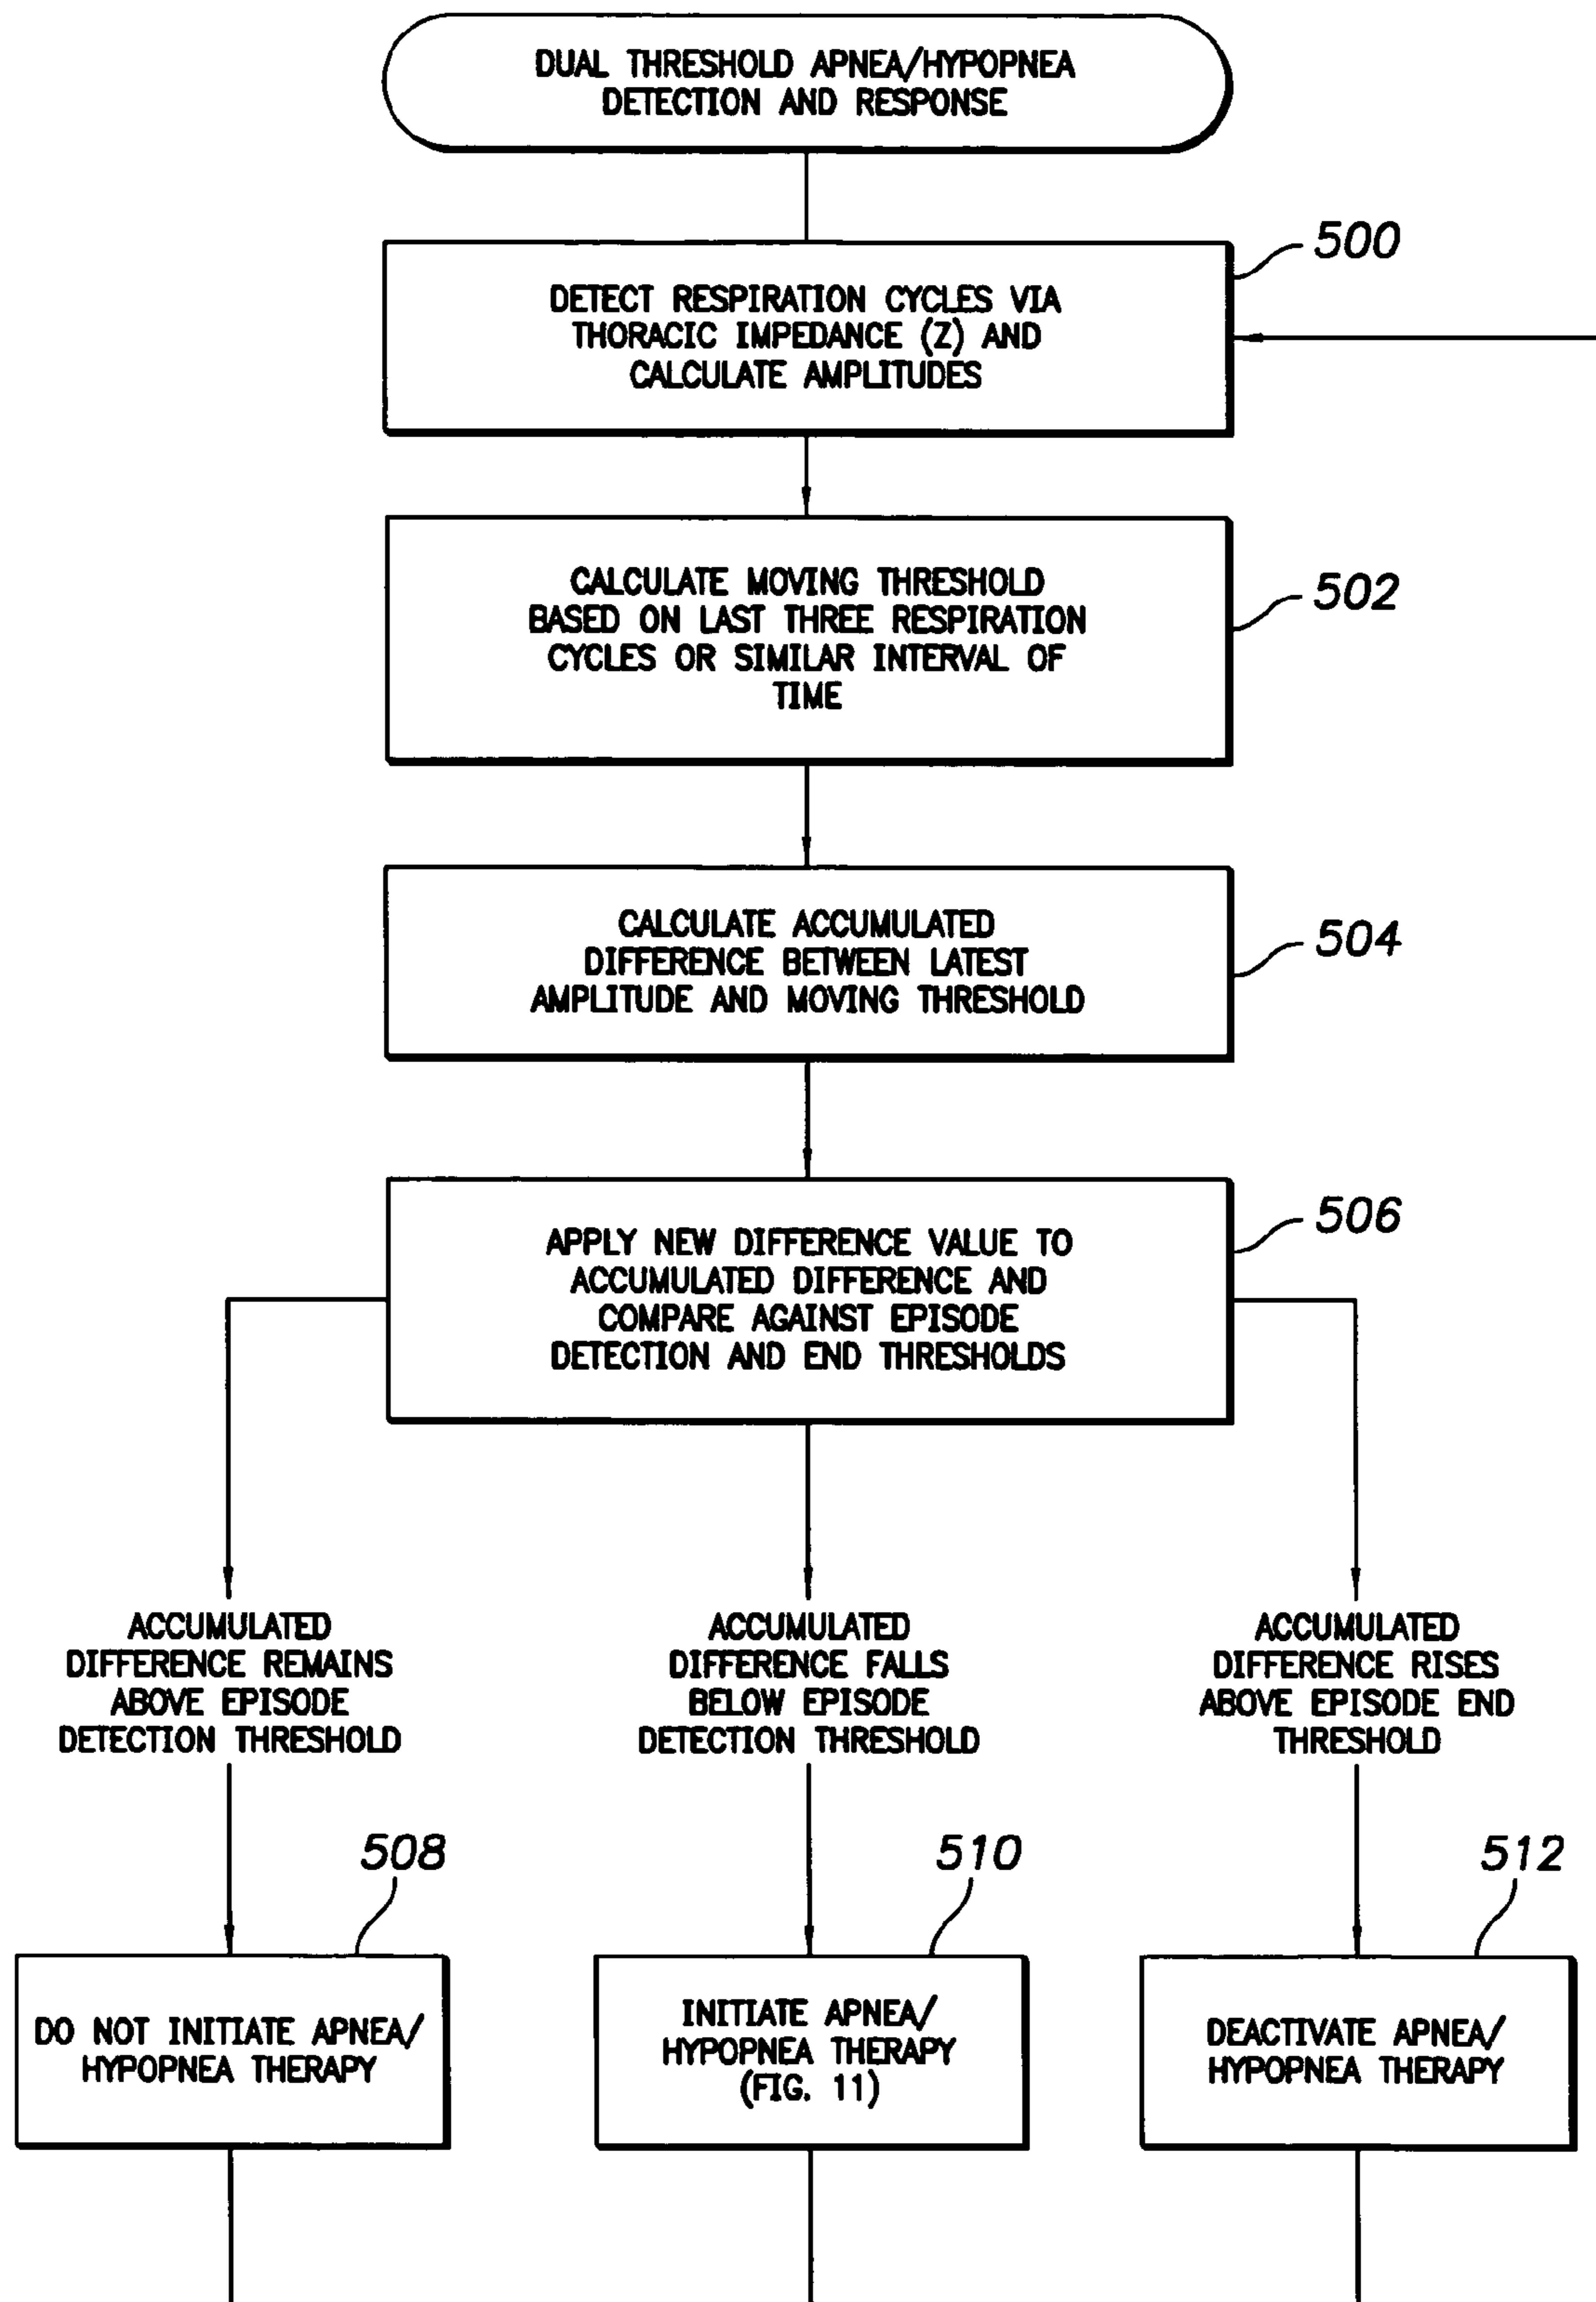 DUAL THRESHOLD APNEA/HYPOPNEA
DETECTION AND RESPONSE
500
DETECT RESPIRATION CYCLES VIA
THORACIC IMPEDANCE (Z) AND
CALCULATE AMPLITUDES
502
CALCULATE MOVING THRESHOLD
BASED ON LAST THREE RESPIRATION
CYCLES OR SIMILAR INTERVAL OF
TIME
504
CALCULATE ACCUMULATED
DIFFERENCE BETWEEN LATEST
AMPLITUDE AND MOVING THRESHOLD
506
APPLY NEW DIFFERENCE VALUE TO
ACCUMULATED DIFFERENCE AND
COMPARE AGAINST EPISODE
DETECTION AND END THRESHOLDS
ACCUMULATED
DIFFERENCE REMAINS
ABOVE EPISODE
DETECTION THRESHOLD
ACCUMULATED
DIFFERENCE FALLS
BELOW EPISODE
DETECTION THRESHOLD
ACCUMULATED
DIFFERENCE RISES
ABOVE EPISODE END
THRESHOLD
508
DO NOT INITIATE APNEA/
HYPOPNEA THERAPY
510
INITIATE APNEA/
HYPOPNEA THERAPY
(FIG. 11)
512
DEACTIVATE APNEA/
HYPOPNEA THERAPY